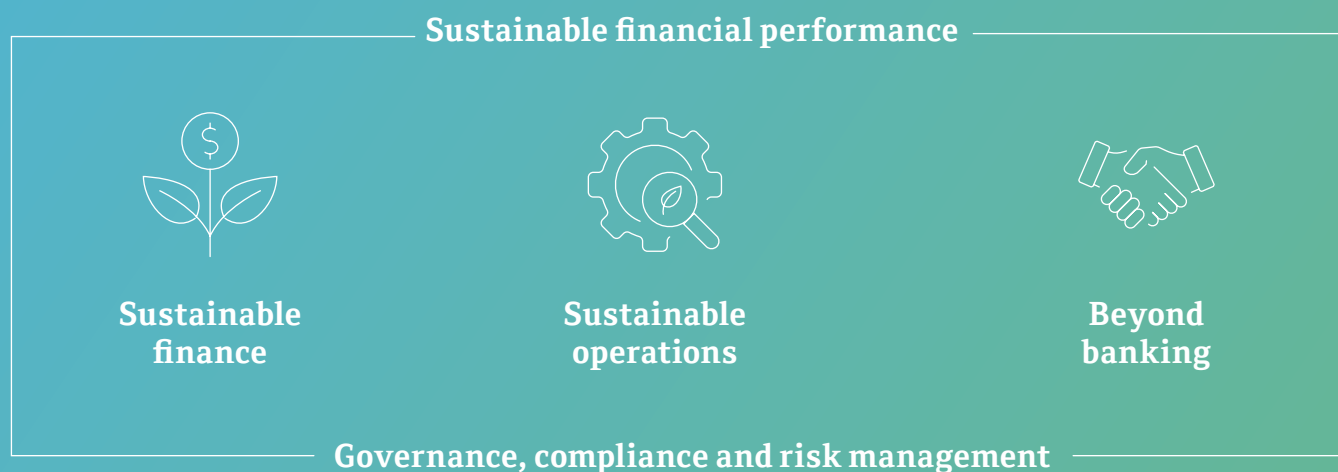 Sustainable financial performance
$
Sustainable
finance
Sustainable
operations
Beyond
banking
Governance, compliance and risk management